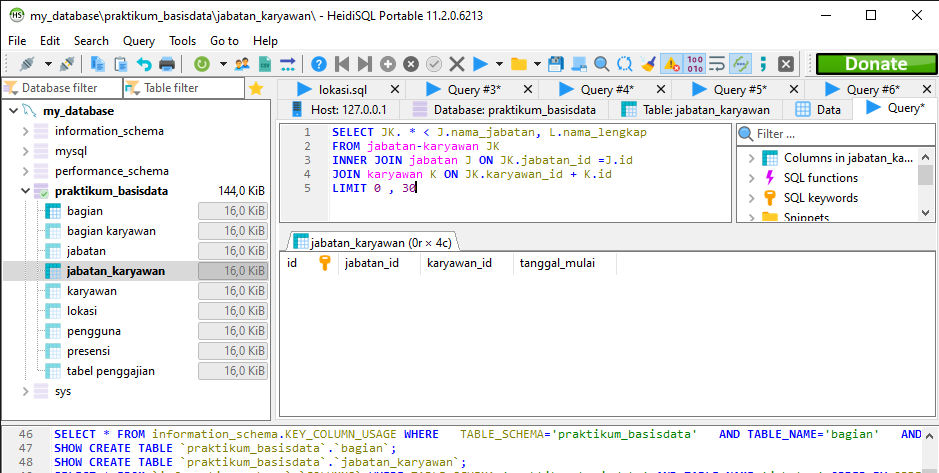 HS my_database\praktikum_basisdata\jabatan_karyawan\ - HeidiSQL Portable 11.2.0.6213
File Edit Search Query Tools Go to Help
Donate
Database filter Table filter
lokasi.sql Query #3* Query #4* Query #5* Query #6*
Host: 127.0.0.1 Database: praktikum_basisdata Table: jabatan_karyawan Data Query*
my_database
information_schema
mysql
performance_schema
praktikum_basisdata 144,0 KiB
bagian 16,0 KiB
bagian karyawan 16,0 KiB
jabatan 16,0 KiB
jabatan_karyawan 16,0 KiB
karyawan 16,0 KiB
lokasi 16,0 KiB
pengguna 16,0 KiB
presensi 16,0 KiB
tabel penggajian 16,0 KiB
sys
1 SELECT JK. * < J.nama_jabatan, L.nama_lengkap
2 FROM jabatan-karyawan JK
3 INNER JOIN jabatan J ON JK.jabatan_id =J.id
4 JOIN karyawan K ON JK.karyawan_id + K.id
5 LIMIT 0 , 30
Filter ...
Columns in jabatan_ka...
SQL functions
SQL keywords
Snippets
jabatan_karyawan (0r × 4c)
id jabatan_id karyawan_id tanggal_mulai
46 SELECT * FROM information_schema.KEY_COLUMN_USAGE WHERE TABLE_SCHEMA='praktikum_basisdata' AND TABLE_NAME='bagian' AND
47 SHOW CREATE TABLE `praktikum_basisdata`.`bagian`;
48 SHOW CREATE TABLE `praktikum_basisdata`.`jabatan_karyawan`;